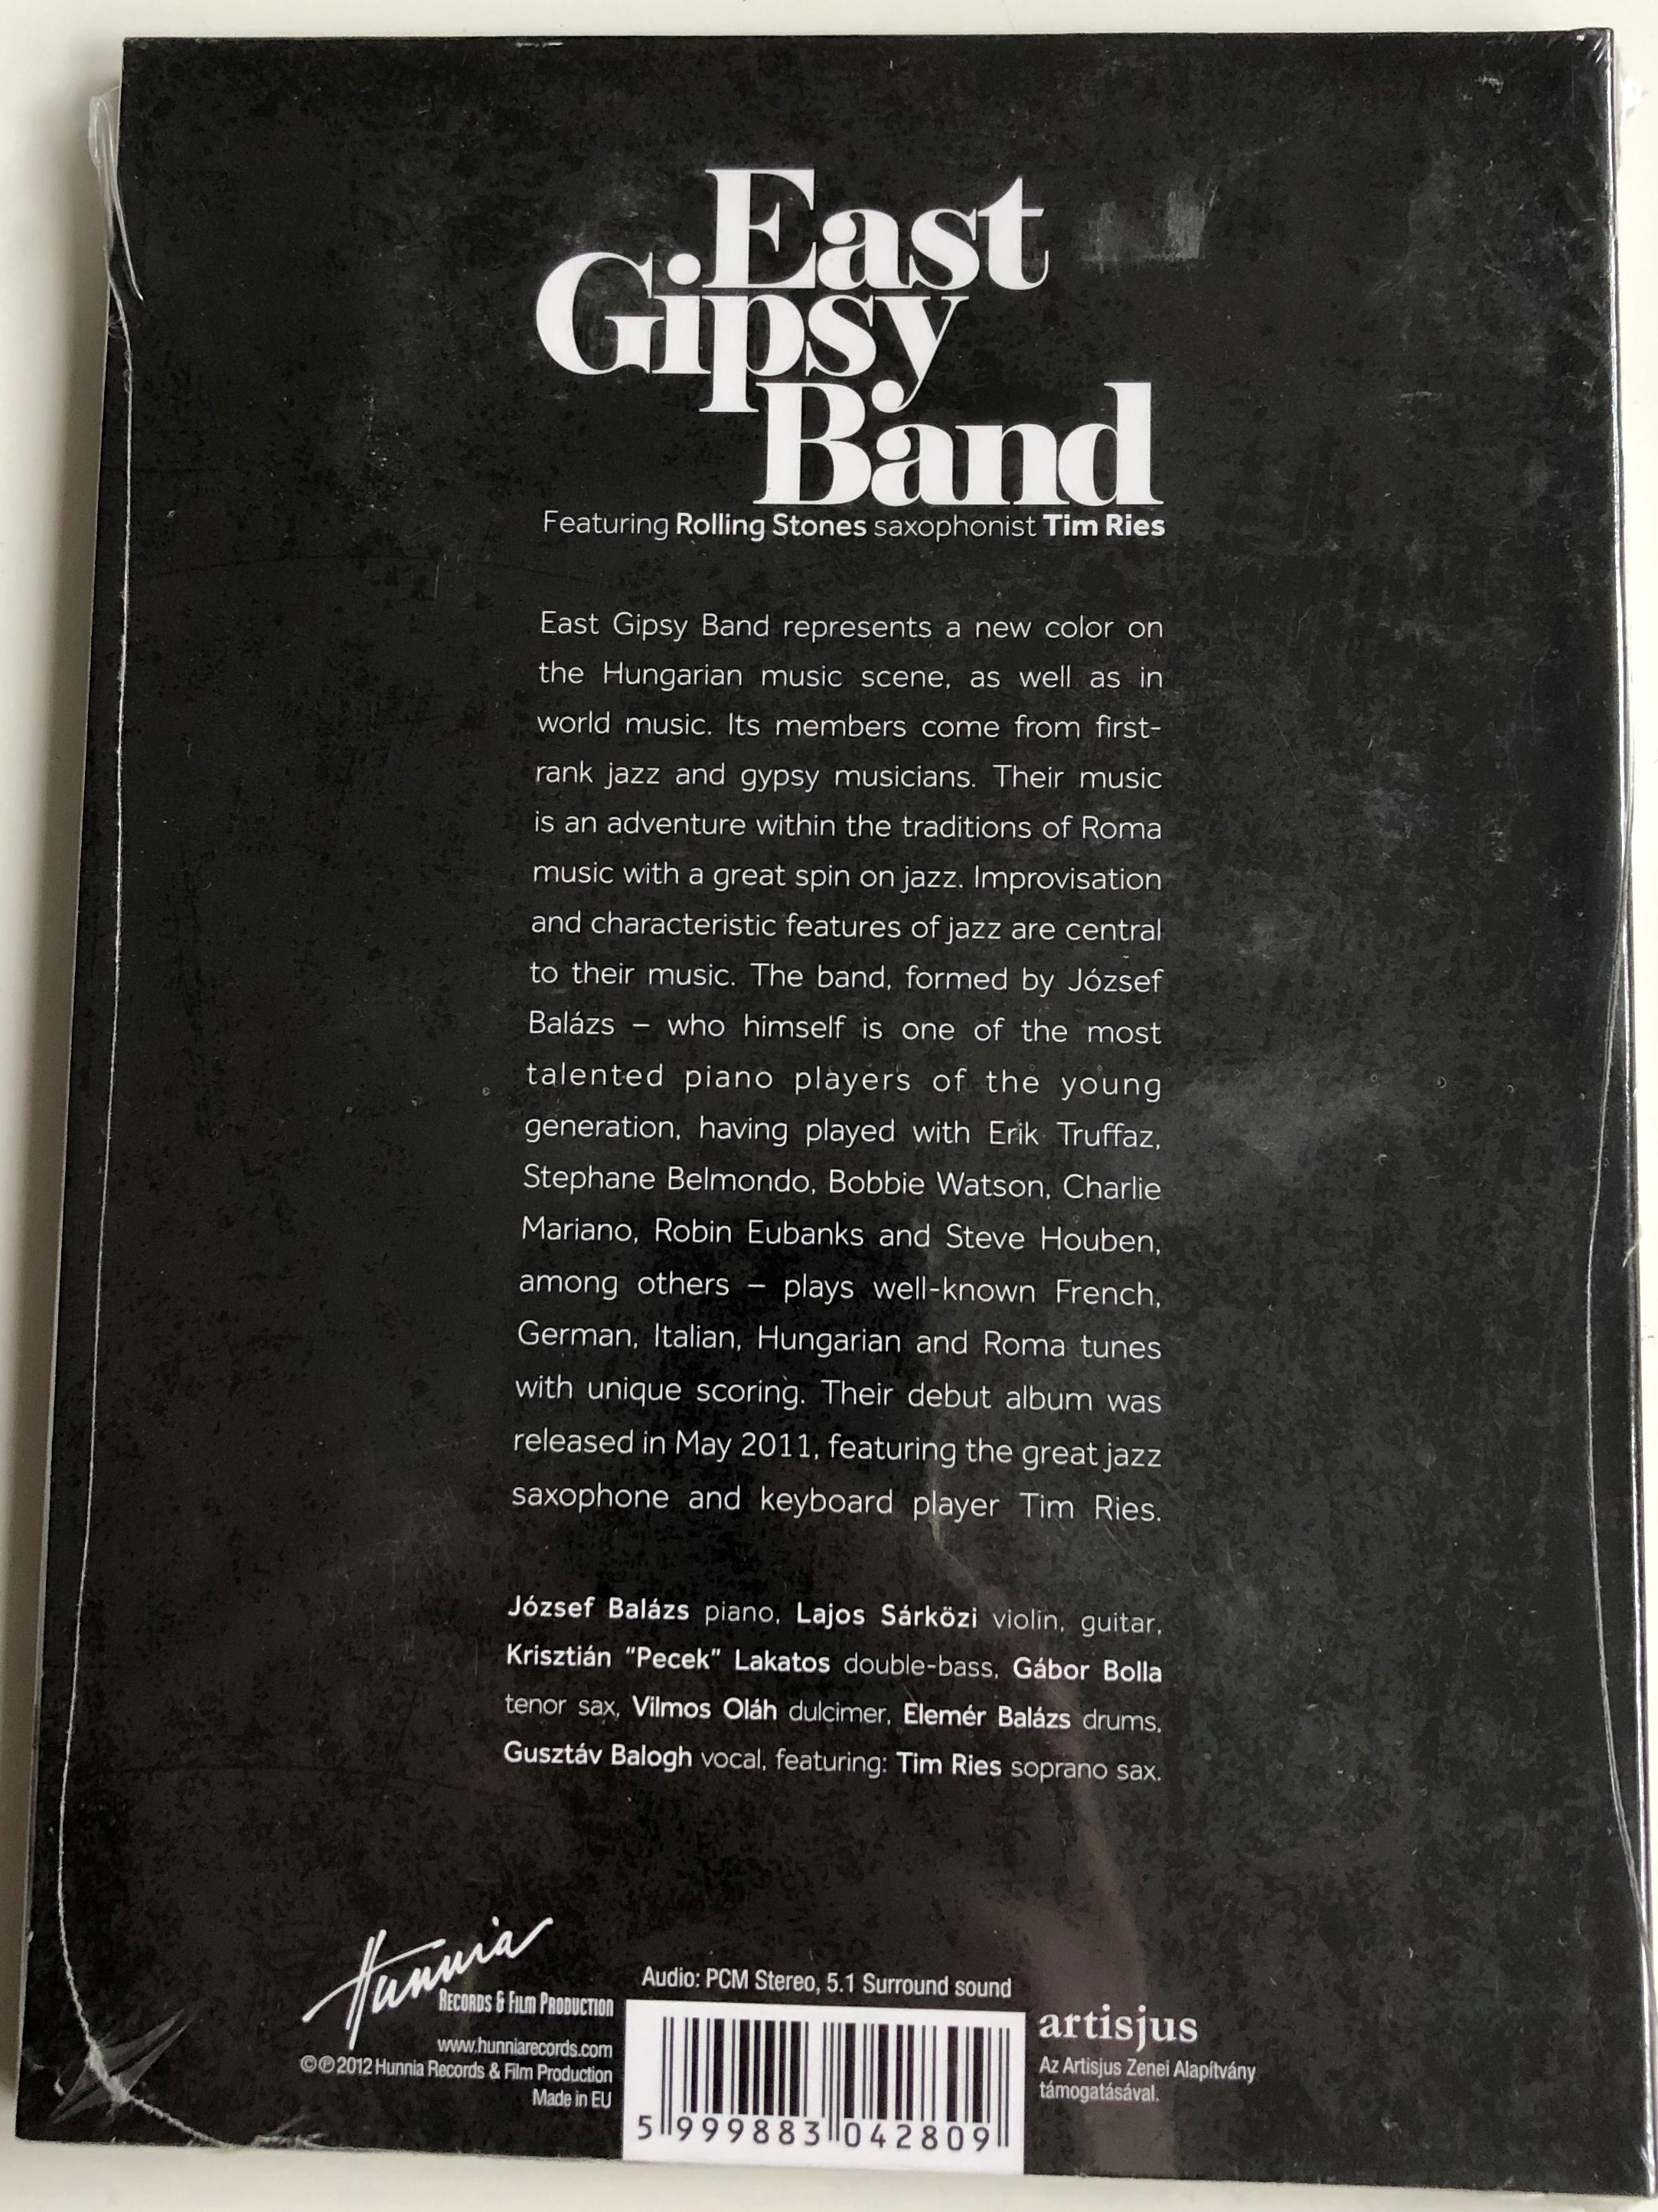 East
Gipsy
Band
Featuring Rolling Stones saxophonist Tim Ries
East Gipsy Band represents a new color on
the Hungarian music scene, as well as in
world music. Its members come from first-
rank jazz and gypsy musicians. Their music
is an adventure within the traditions of Roma
music with a great spin on jazz. Improvisation
and characteristic features of jazz are central
to their music. The band, formed by József
Balázs – who himself is one of the most
talented piano players of the young
generation, having played with Erik Truffaz,
Stephane Belmondo, Bobbie Watson, Charlie
Mariano, Robin Eubanks and Steve Houben,
among others – plays well-known French,
German, Italian, Hungarian and Roma tunes
with unique scoring. Their debut album was
released in May 2011, featuring the great jazz
saxophone and keyboard player Tim Ries.
József Balázs piano, Lajos Sárközi violin, guitar,
Krisztián "Pecek" Lakatos double-bass, Gábor Bolla
tenor sax, Vilmos Oláh dulcimer, Elemér Balázs drums,
Gusztáv Balogh vocal, featuring: Tim Ries soprano sax.
Hunnia
Records & Film Production
www.hunniarecords.com
©℗2012 Hunnia Records & Film Production
Made in EU
Audio: PCM Stereo, 5.1 Surround sound
5 999883 042809
artisjus
Az Artisjus Zenei Alapítvány
támogatásával.